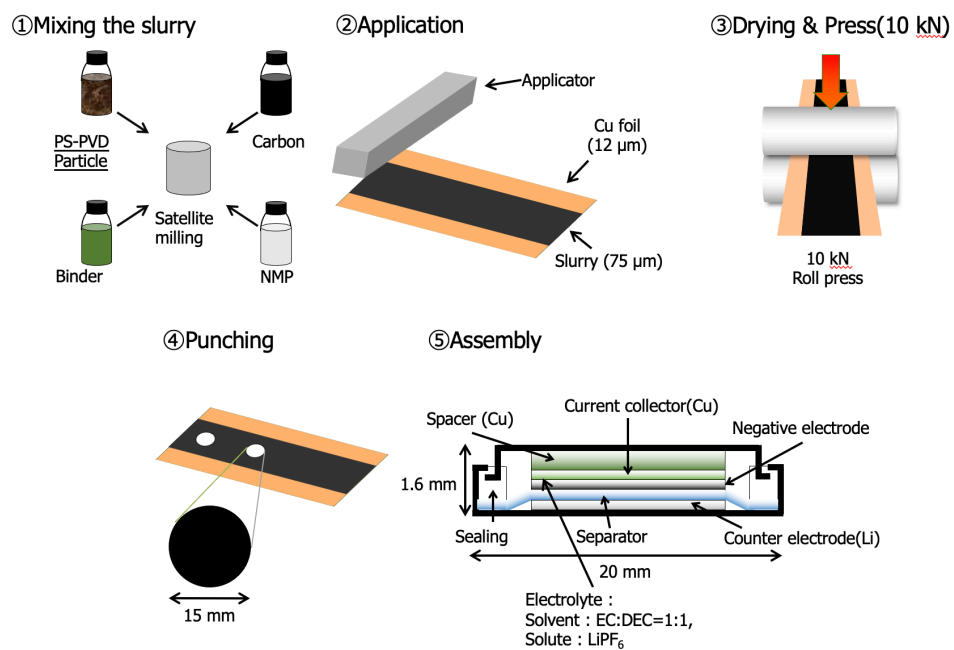 ①Mixing the slurry
PS-PVD
Particle
Carbon
Satellite
milling
Binder
NMP
②Application
Applicator
Cu foil
(12 μm)
Slurry (75 μm)
③Drying & Press(10 kN)
10 kN
Roll press
④Punching
15 mm
⑤Assembly
Spacer (Cu)
Current collector(Cu)
Negative electrode
1.6 mm
Sealing
Separator
Counter electrode(Li)
20 mm
Electrolyte :
Solvent : EC:DEC=1:1,
Solute : LiPF₆